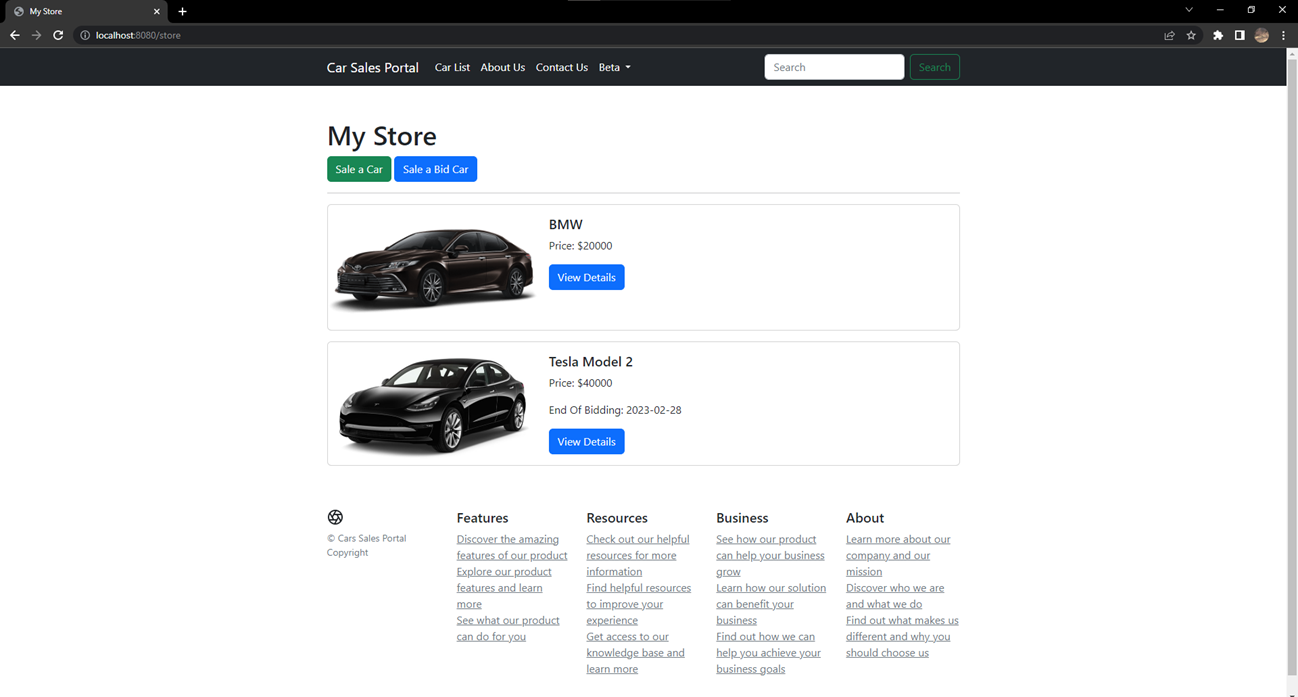 My Store
localhost:8080/store
Car Sales Portal Car List About Us Contact Us Beta Search Search
My Store
Sale a Car Sale a Bid Car
BMW
Price: $20000
View Details
Tesla Model 2
Price: $40000
End Of Bidding: 2023-02-28
View Details
© Cars Sales Portal
Copyright
Features
Discover the amazing
features of our product
Explore our product
features and learn
more
See what our product
can do for you
Resources
Check out our helpful
resources for more
information
Find helpful resources
to improve your
experience
Get access to our
knowledge base and
learn more
Business
See how our product
can help your business
grow
Learn how our solution
can benefit your
business
Find out how we can
help you achieve your
business goals
About
Learn more about our
company and our
mission
Discover who we are
and what we do
Find out what makes us
different and why you
should choose us